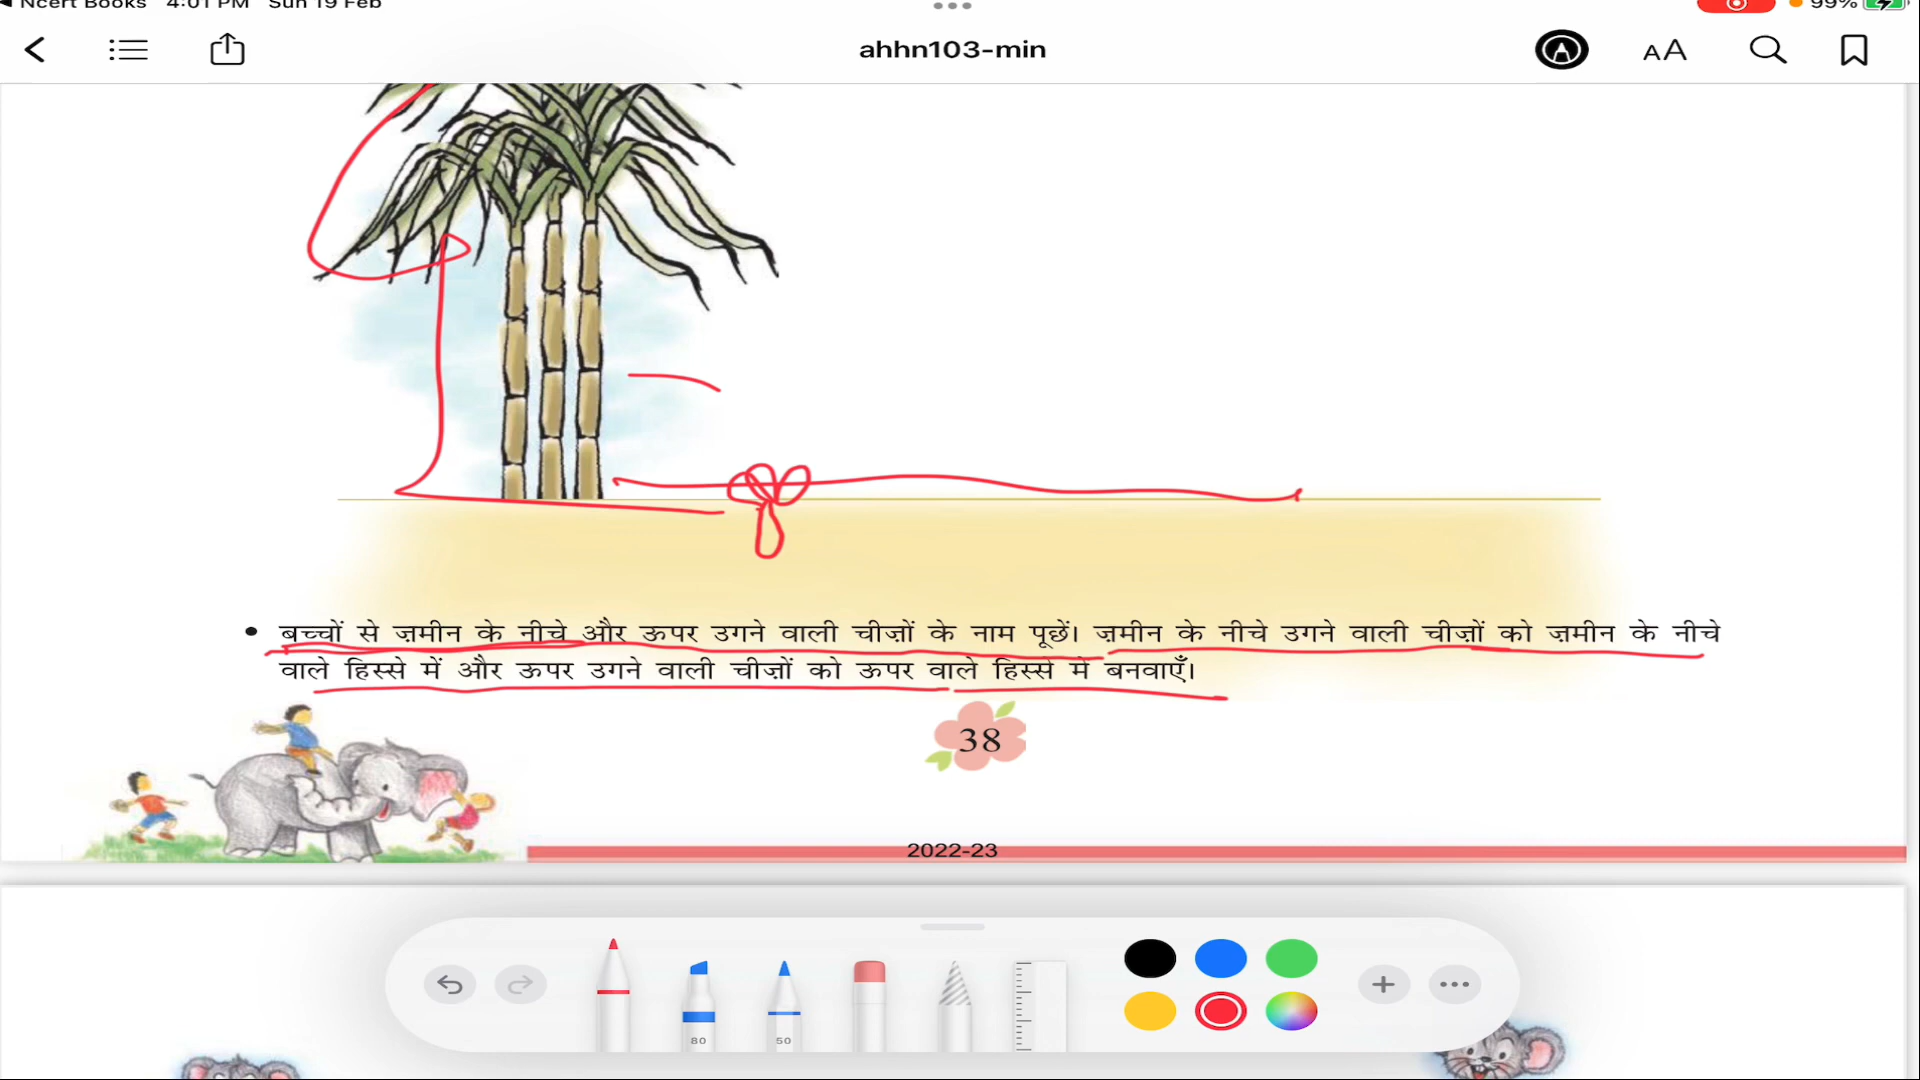 Ncert Books 4:01 PM Sun 19 Feb
99%
ahhn103-min
AA
• बच्चों से ज़मीन के नीचे और ऊपर उगने वाली चीज़ों के नाम पूछें। ज़मीन के नीचे उगने वाली चीज़ों को ज़मीन के नीचे
वाले हिस्से में और ऊपर उगने वाली चीज़ों को ऊपर वाले हिस्से में बनवाएँ।
38
2022-23
80
50